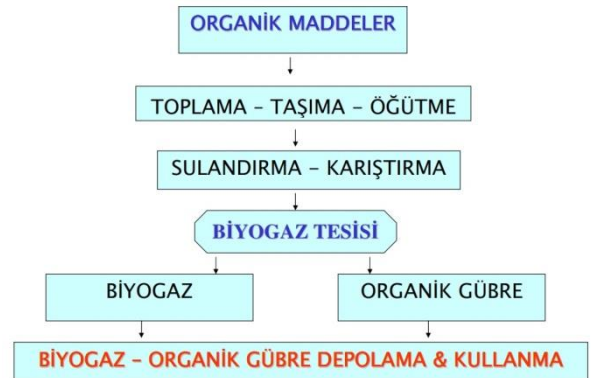 ORGANİK MADDELER
TOPLAMA – TAŞIMA – ÖĞÜTME
SULANDIRMA – KARIŞTIRMA
BİYOGAZ TESİSİ
BİYOGAZ
ORGANİK GÜBRE
BİYOGAZ – ORGANİK GÜBRE DEPOLAMA & KULLANMA